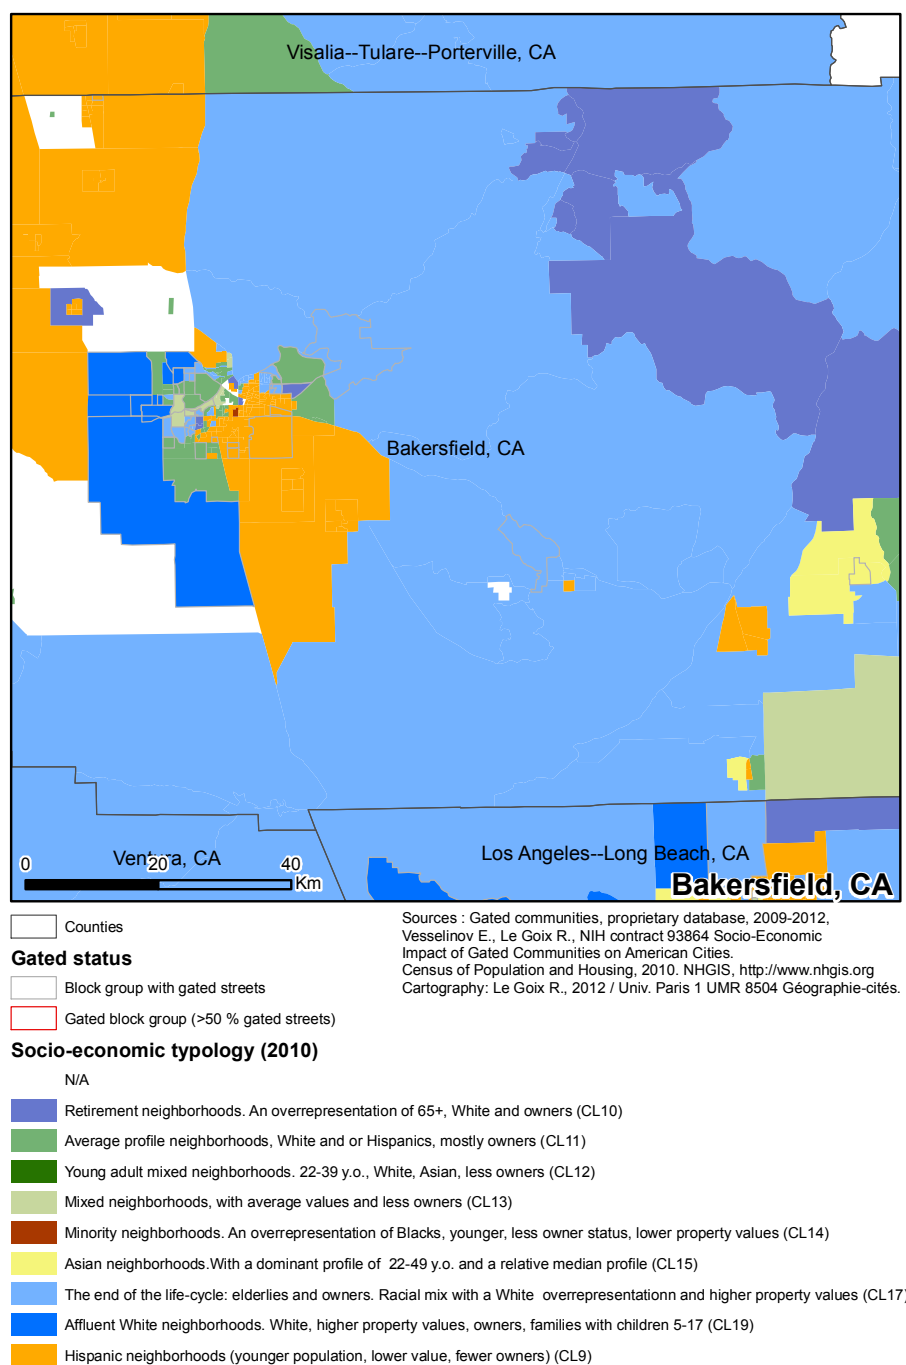 Visalia--Tulare--Porterville, CA
Bakersfield, CA
Ventura, CA
Los Angeles--Long Beach, CA
0 20 40
Km
Bakersfield, CA
Counties
Gated status
Block group with gated streets
Gated block group (>50 % gated streets)
Sources : Gated communities, proprietary database, 2009-2012,
Vesselinov E., Le Goix R., NIH contract 93864 Socio-Economic
Impact of Gated Communities on American Cities.
Census of Population and Housing, 2010. NHGIS, http://www.nhgis.org
Cartography: Le Goix R., 2012 / Univ. Paris 1 UMR 8504 Géographie-cités.
Socio-economic typology (2010)
N/A
Retirement neighborhoods. An overrepresentation of 65+, White and owners (CL10)
Average profile neighborhoods, White and or Hispanics, mostly owners (CL11)
Young adult mixed neighborhoods. 22-39 y.o., White, Asian, less owners (CL12)
Mixed neighborhoods, with average values and less owners (CL13)
Minority neighborhoods. An overrepresentation of Blacks, younger, less owner status, lower property values (CL14)
Asian neighborhoods.With a dominant profile of 22-49 y.o. and a relative median profile (CL15)
The end of the life-cycle: elderlies and owners. Racial mix with a White overrepresentationn and higher property values (CL17)
Affluent White neighborhoods. White, higher property values, owners, families with children 5-17 (CL19)
Hispanic neighborhoods (younger population, lower value, fewer owners) (CL9)